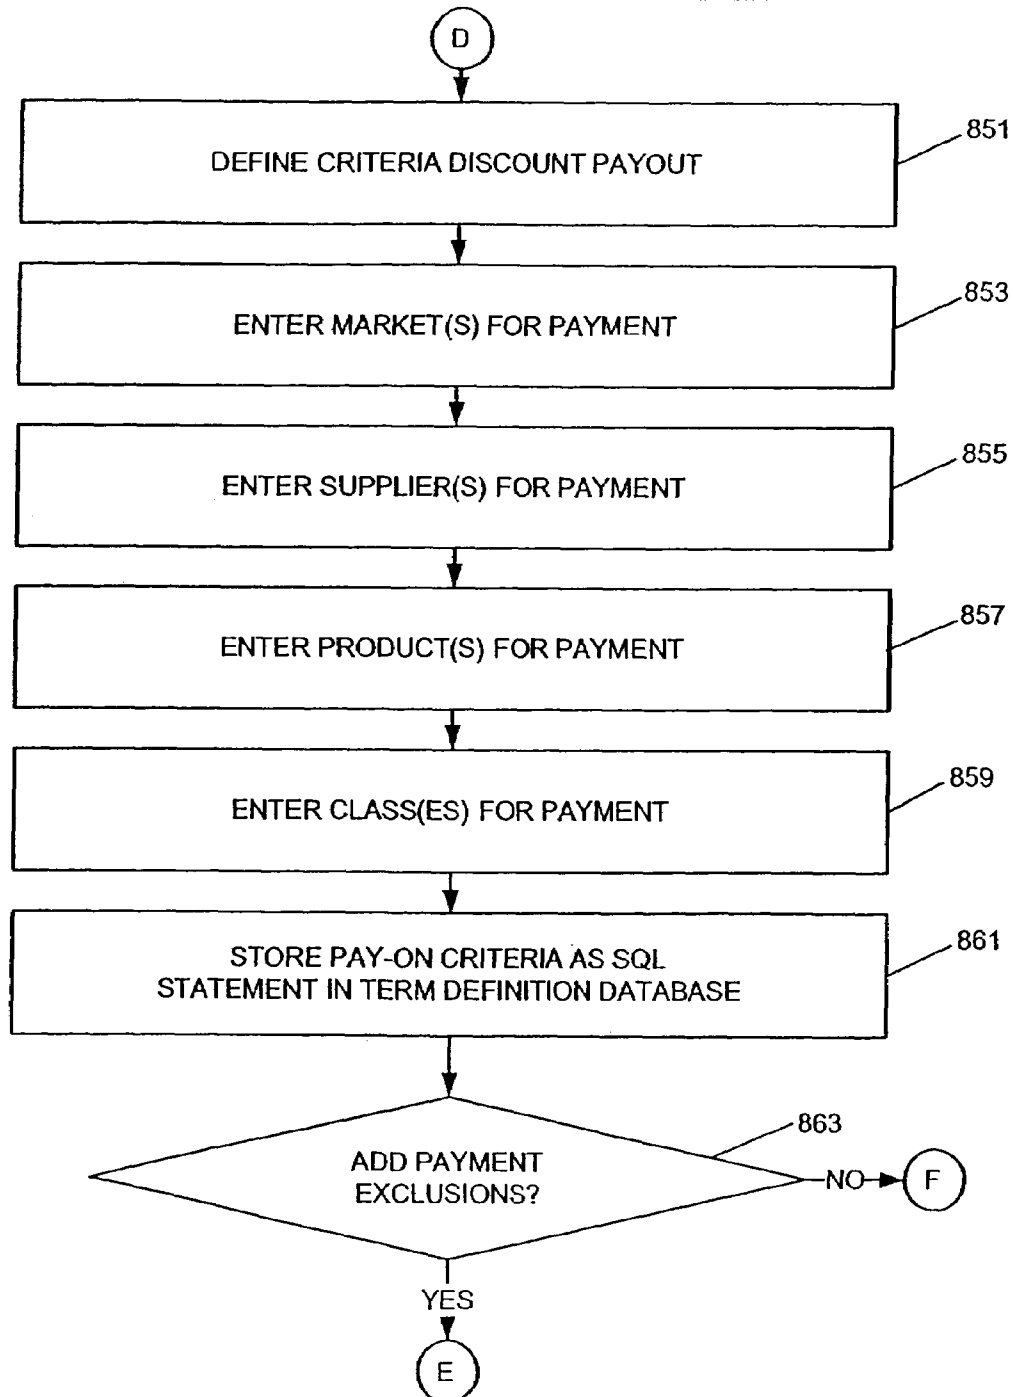 D
DEFINE CRITERIA DISCOUNT PAYOUT
851
ENTER MARKET(S) FOR PAYMENT
853
ENTER SUPPLIER(S) FOR PAYMENT
855
ENTER PRODUCT(S) FOR PAYMENT
857
ENTER CLASS(ES) FOR PAYMENT
859
STORE PAY-ON CRITERIA AS SQL
STATEMENT IN TERM DEFINITION DATABASE
861
ADD PAYMENT
EXCLUSIONS?
863
NO
F
YES
E